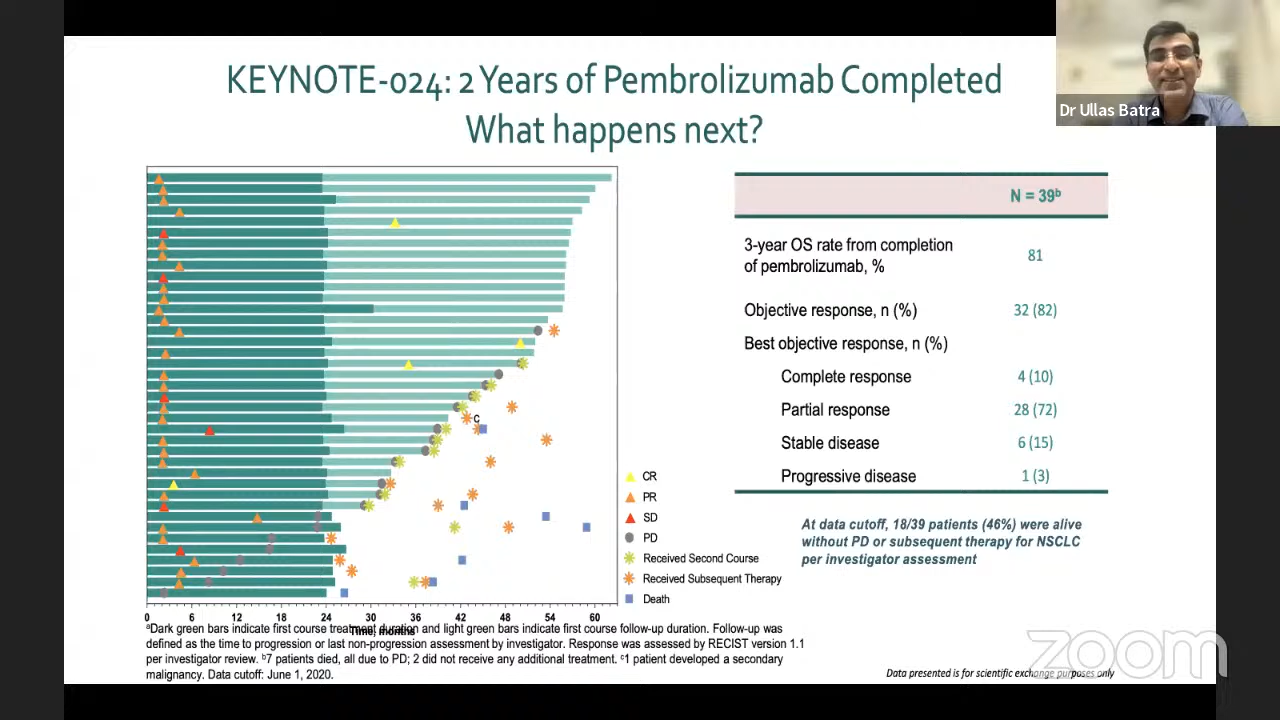 KEYNOTE-024: 2 Years of Pembrolizumab Completed
What happens next?
Dr Ullas Batra
N = 39ᵇ
3-year OS rate from completion
of pembrolizumab, %
81
Objective response, n (%)
32 (82)
Best objective response, n (%)
Complete response
4 (10)
Partial response
28 (72)
Stable disease
6 (15)
Progressive disease
1 (3)
At data cutoff, 18/39 patients (46%) were alive
without PD or subsequent therapy for NSCLC
per investigator assessment
C
CR
PR
SD
PD
Received Second Course
Received Subsequent Therapy
Death
0 6 12 18 24 30 36 42 48 54 60
Time, months
ᵃDark green bars indicate first course treatment duration and light green bars indicate first course follow-up duration. Follow-up was
defined as the time to progression or last non-progression assessment by investigator. Response was assessed by RECIST version 1.1
per investigator review. ᵇ7 patients died, all due to PD; 2 did not receive any additional treatment. ᶜ1 patient developed a secondary
malignancy. Data cutoff: June 1, 2020.
Data presented is for scientific exchange purposes only
zoom